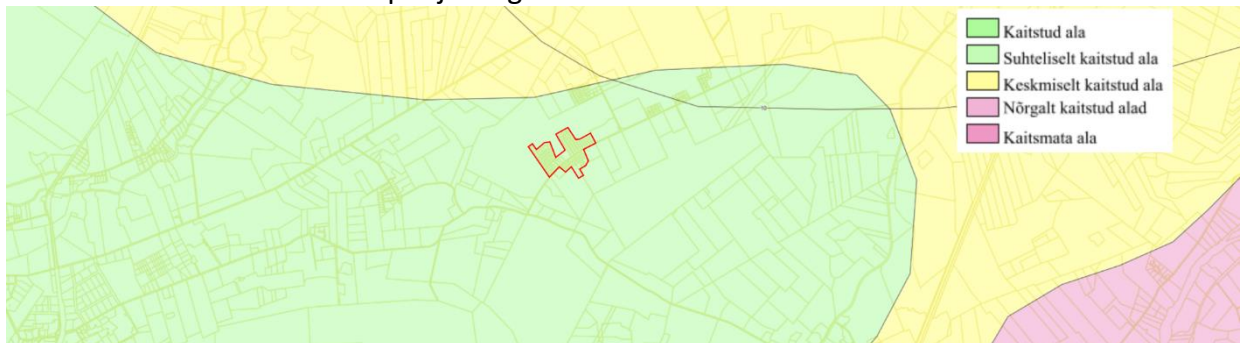 Kaitstud ala
Suhteliselt kaitstud ala
Keskmiselt kaitstud ala
Nõrgalt kaitstud alad
Kaitsmata ala